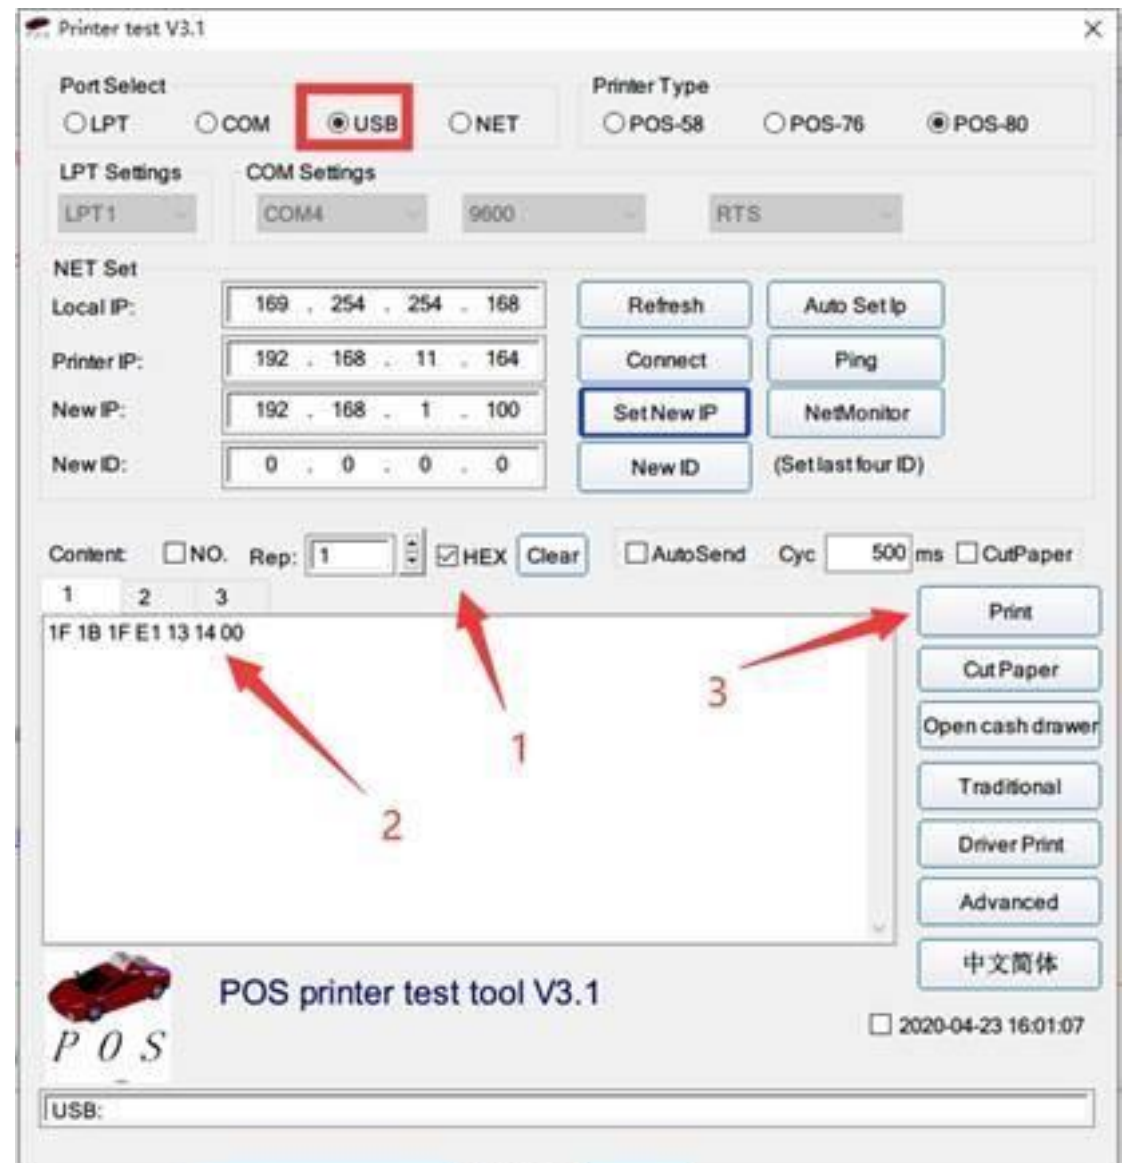 Printer test V3.1
Port Select
Printer Type
LPT COM USB NET POS-58 POS-76 POS-80
LPT Settings COM Settings
LPT1 COM4 9600 RTS
NET Set
Local IP: 169 . 254 . 254 . 168 Refresh Auto Set Ip
Printer IP: 192 . 168 . 11 . 164 Connect Ping
New IP: 192 . 168 . 1 . 100 Set New IP NetMonitor
New ID: 0 . 0 . 0 . 0 New ID (Set last four ID)
Content: NO. Rep: 1 HEX Clear AutoSend Cyc 500 ms CutPaper
1 2 3
1F 1B 1F E1 13 14 00
Print
Cut Paper
3
Open cash drawer
1
Traditional
2
Driver Print
Advanced
中文简体
POS printer test tool V3.1
2020-04-23 16:01:07
POS
USB: